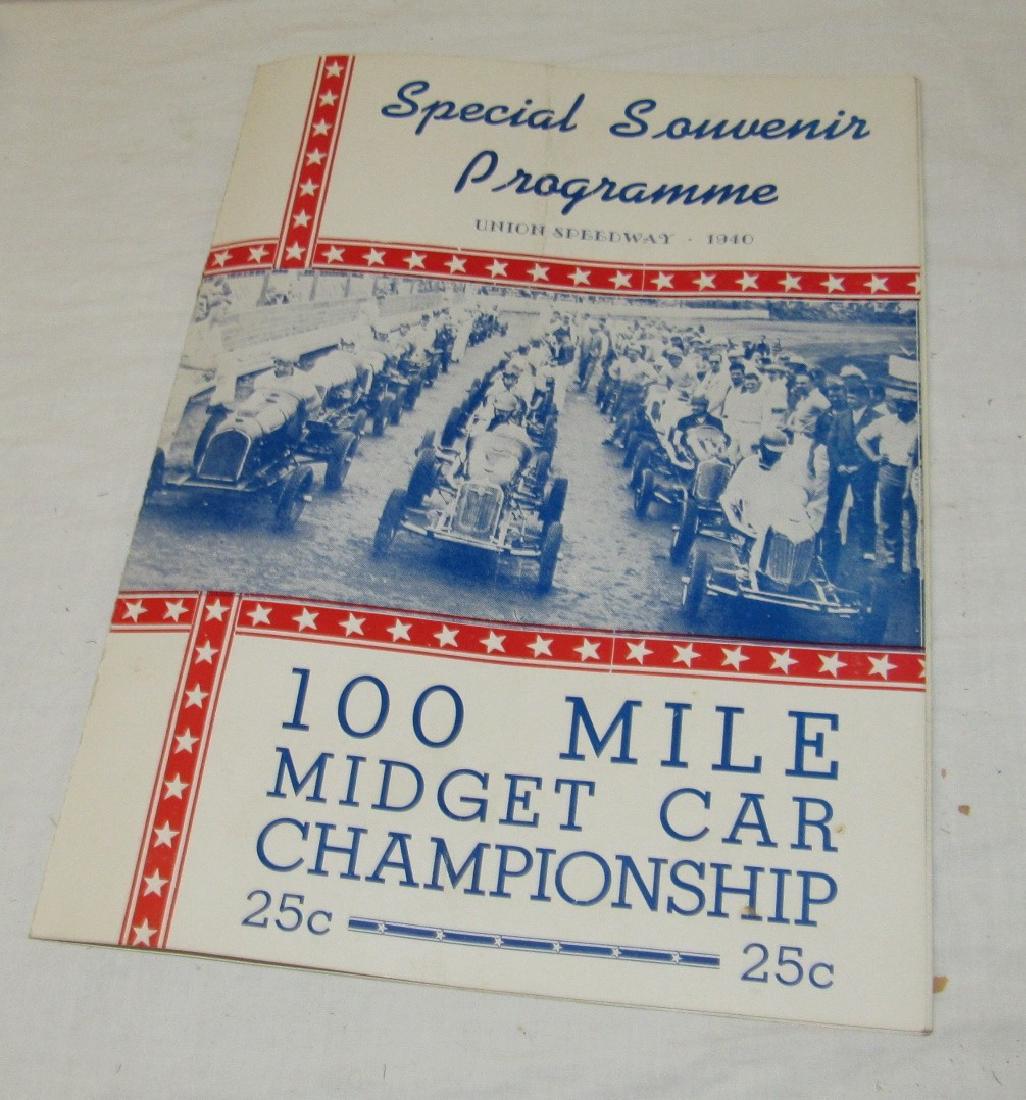 Special Souvenir
Programme
UNION SPEEDWAY · 1940
100 MILE
MIDGET CAR
CHAMPIONSHIP
25c 25c